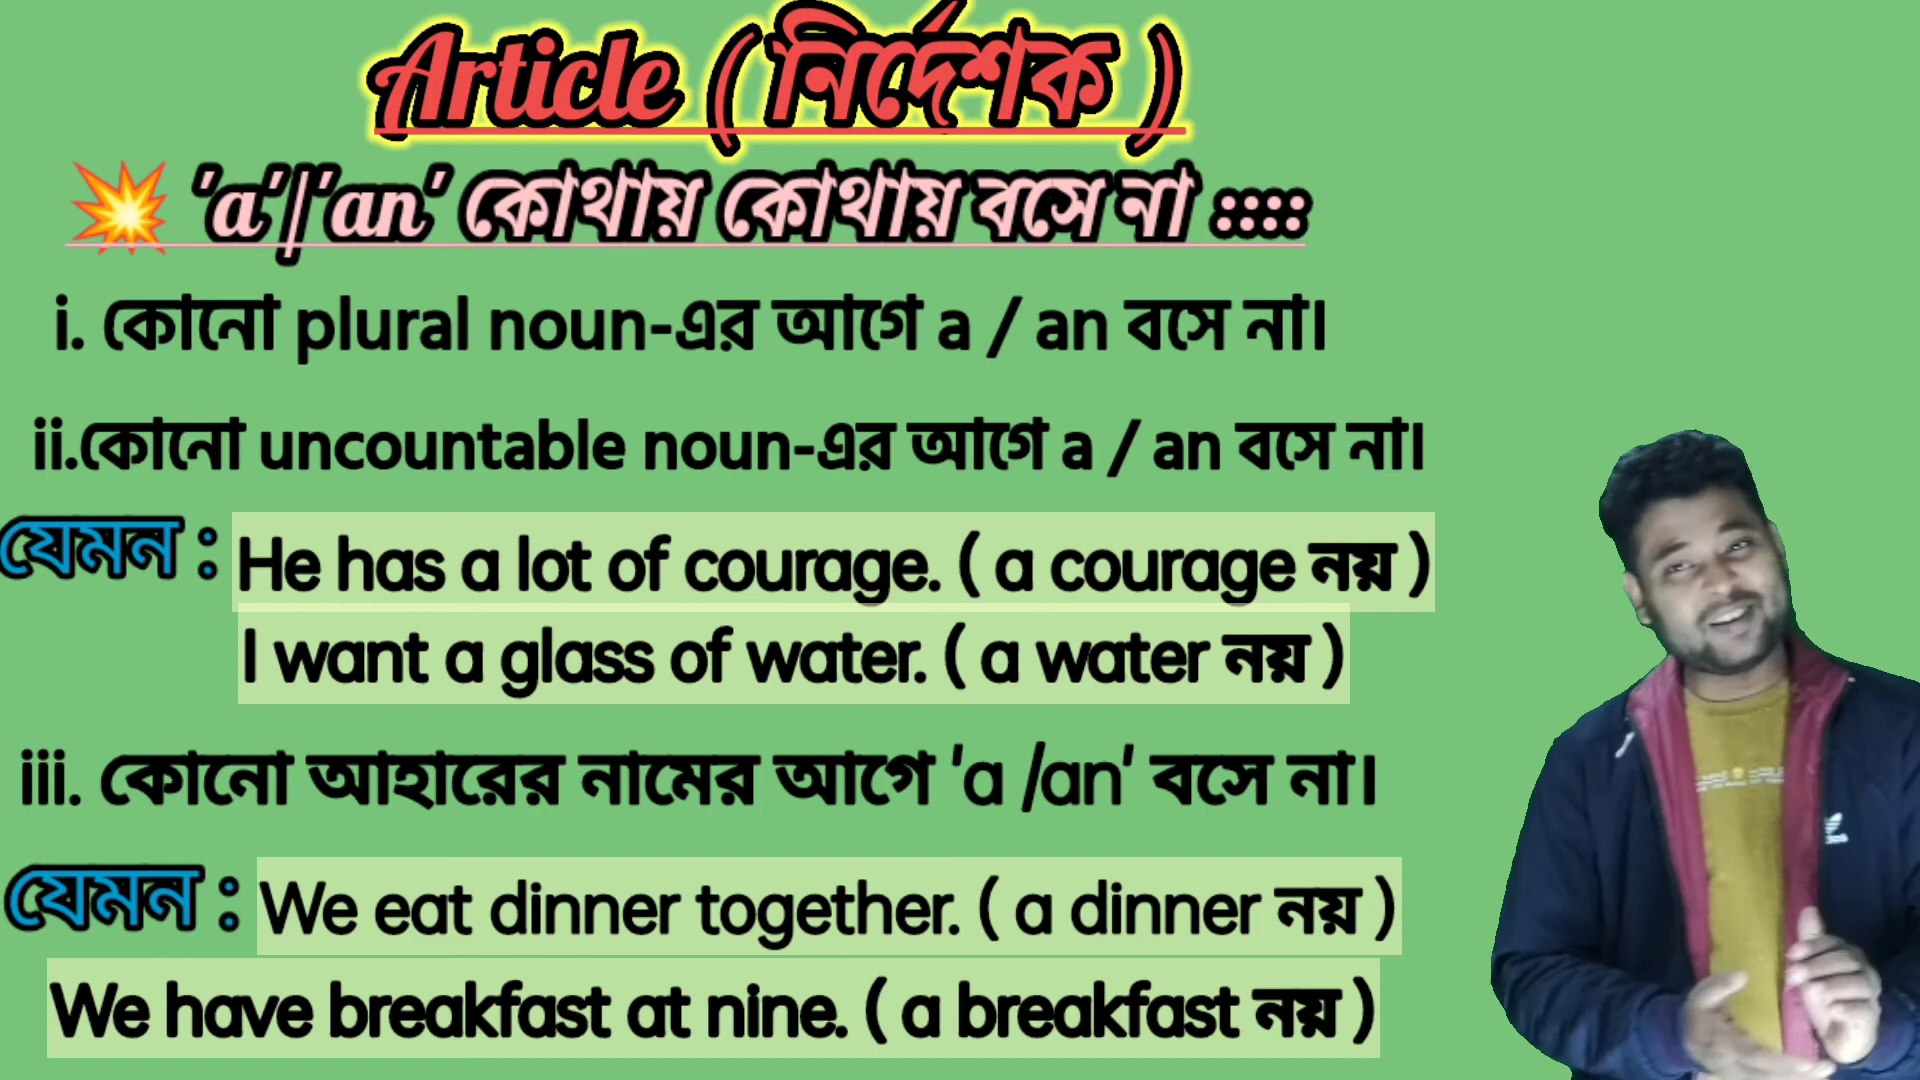 Article ( নির্দেশক )
'a'|'an' কোথায় কোথায় বসে না ::::
i. কোনো plural noun-এর আগে a / an বসে না।
ii.কোনো uncountable noun-এর আগে a / an বসে না।
যেমন : He has a lot of courage. ( a courage নয় )
I want a glass of water. ( a water নয় )
iii. কোনো আহারের নামের আগে 'a /an' বসে না।
যেমন : We eat dinner together. ( a dinner নয় )
We have breakfast at nine. ( a breakfast নয় )